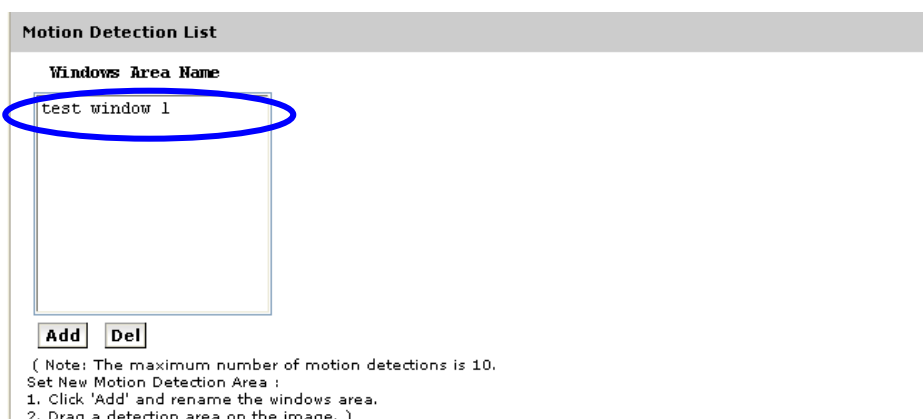 Motion Detection List
Windows Area Name
test window 1
Add Del
( Note: The maximum number of motion detections is 10.
Set New Motion Detection Area :
1. Click 'Add' and rename the windows area.
2. Drag a detection area on the image. )